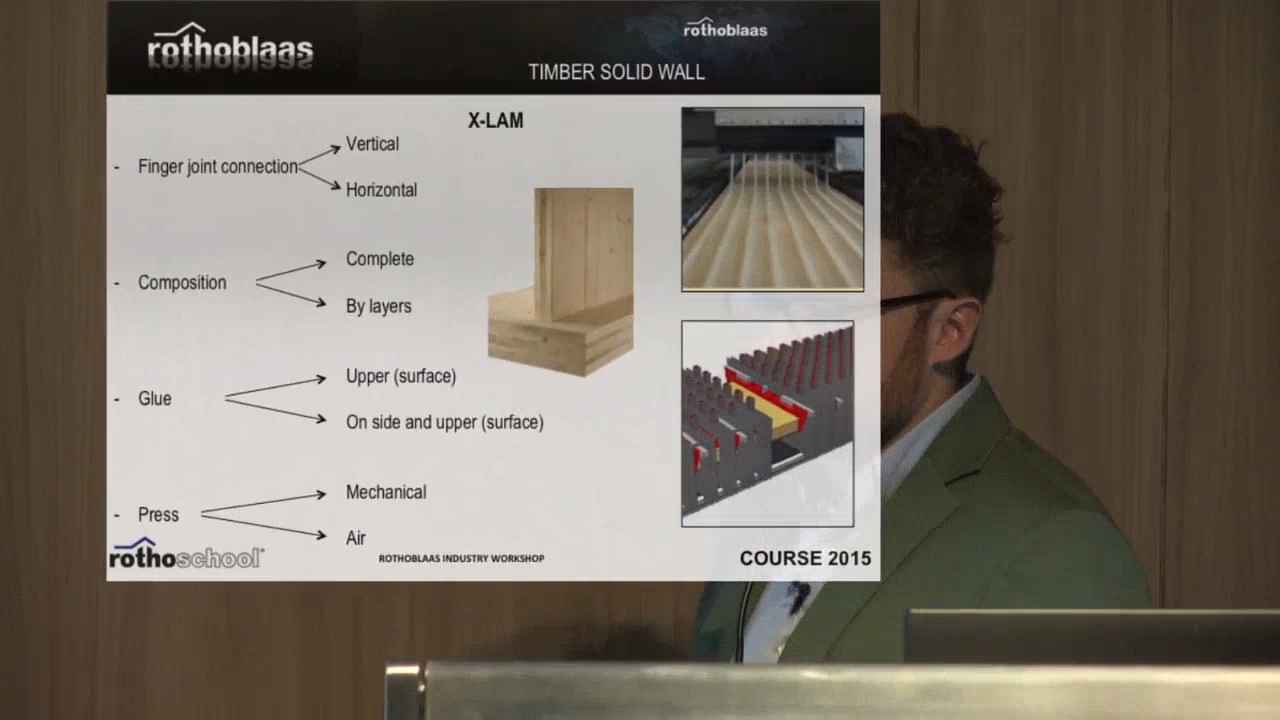 rothoblaas
rothoblaas
TIMBER SOLID WALL
X-LAM
- Finger joint connection
Vertical
Horizontal
- Composition
Complete
By layers
- Glue
Upper (surface)
On side and upper (surface)
- Press
Mechanical
Air
rothoschool
ROTHOBLAAS INDUSTRY WORKSHOP
COURSE 2015